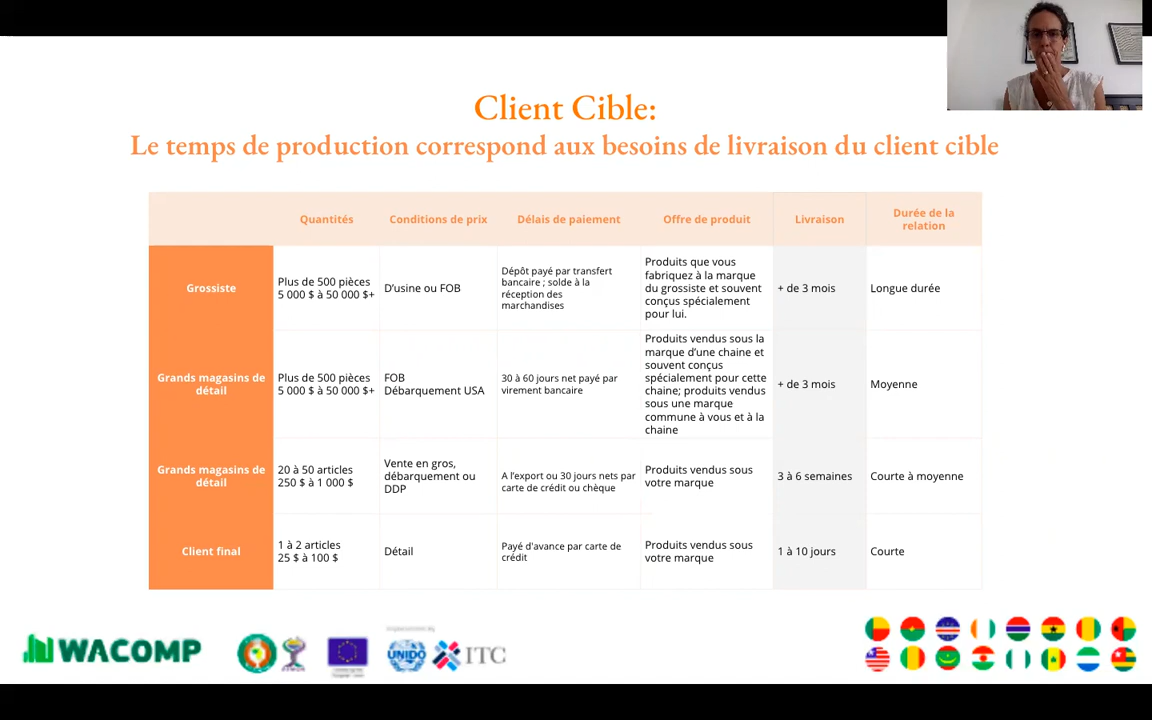 Client Cible:
Le temps de production correspond aux besoins de livraison du client cible
Quantités
Conditions de prix
Délais de paiement
Offre de produit
Livraison
Durée de la
relation
Grossiste
Plus de 500 pièces
5 000 $ à 50 000 $+
D’usine ou FOB
Dépôt payé par transfert
bancaire ; solde à la
réception des
marchandises
Produits que vous
fabriquez à la marque
du grossiste et souvent
conçus spécialement
pour lui.
+ de 3 mois
Longue durée
Grands magasins de
détail
Plus de 500 pièces
5 000 $ à 50 000 $+
FOB
Débarquement USA
30 à 60 jours net payé par
virement bancaire
Produits vendus sous la
marque d’une chaine et
souvent conçus
spécialement pour cette
chaine; produits vendus
sous une marque
commune à vous et à la
chaine
+ de 3 mois
Moyenne
Grands magasins de
détail
20 à 50 articles
250 $ à 1 000 $
Vente en gros,
débarquement ou
DDP
A l’export ou 30 jours nets par
carte de crédit ou chèque
Produits vendus sous
votre marque
3 à 6 semaines
Courte à moyenne
Client final
1 à 2 articles
25 $ à 100 $
Détail
Payé d'avance par carte de
crédit
Produits vendus sous
votre marque
1 à 10 jours
Courte
WACOMP
UNIDO
ITC